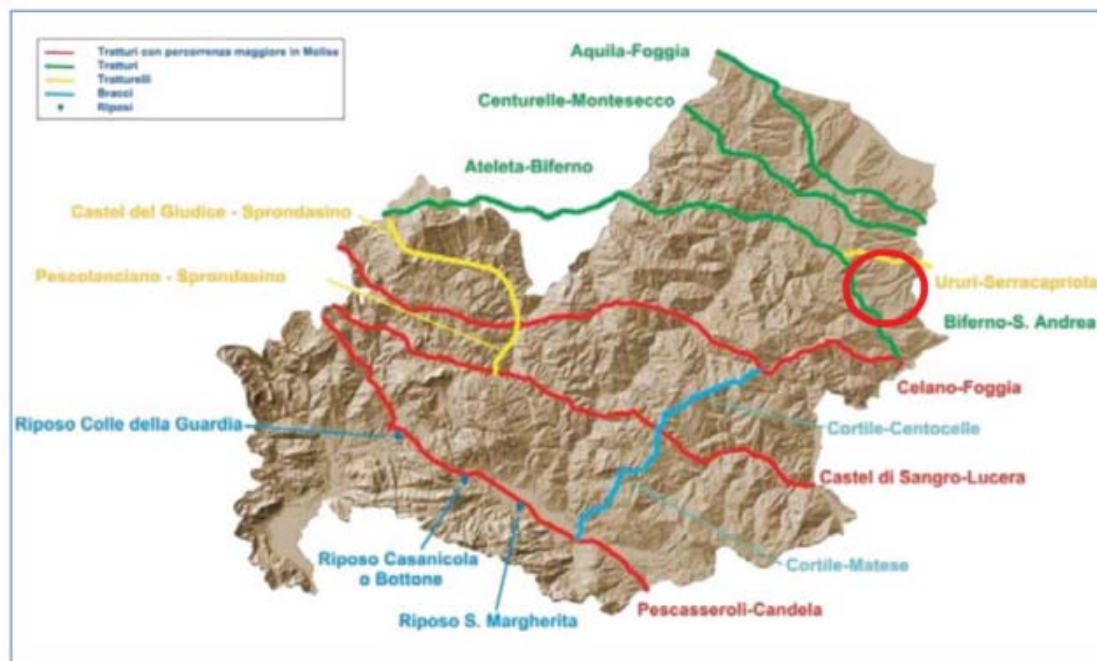 Tratturi con percorrenza maggiore in Molise
Tratturi
Tratturelli
Bracci
Riposi
Aquila-Foggia
Centurelle-Montesecco
Ateleta-Biferno
Castel del Giudice - Sprondasino
Pescolanciano - Sprondasino
Ururi-Serracapriola
Biferno-S. Andrea
Celano-Foggia
Riposo Colle della Guardia
Cortile-Centocelle
Castel di Sangro-Lucera
Riposo Casanicola
o Bottone
Cortile-Matese
Riposo S. Margherita
Pescasseroli-Candela